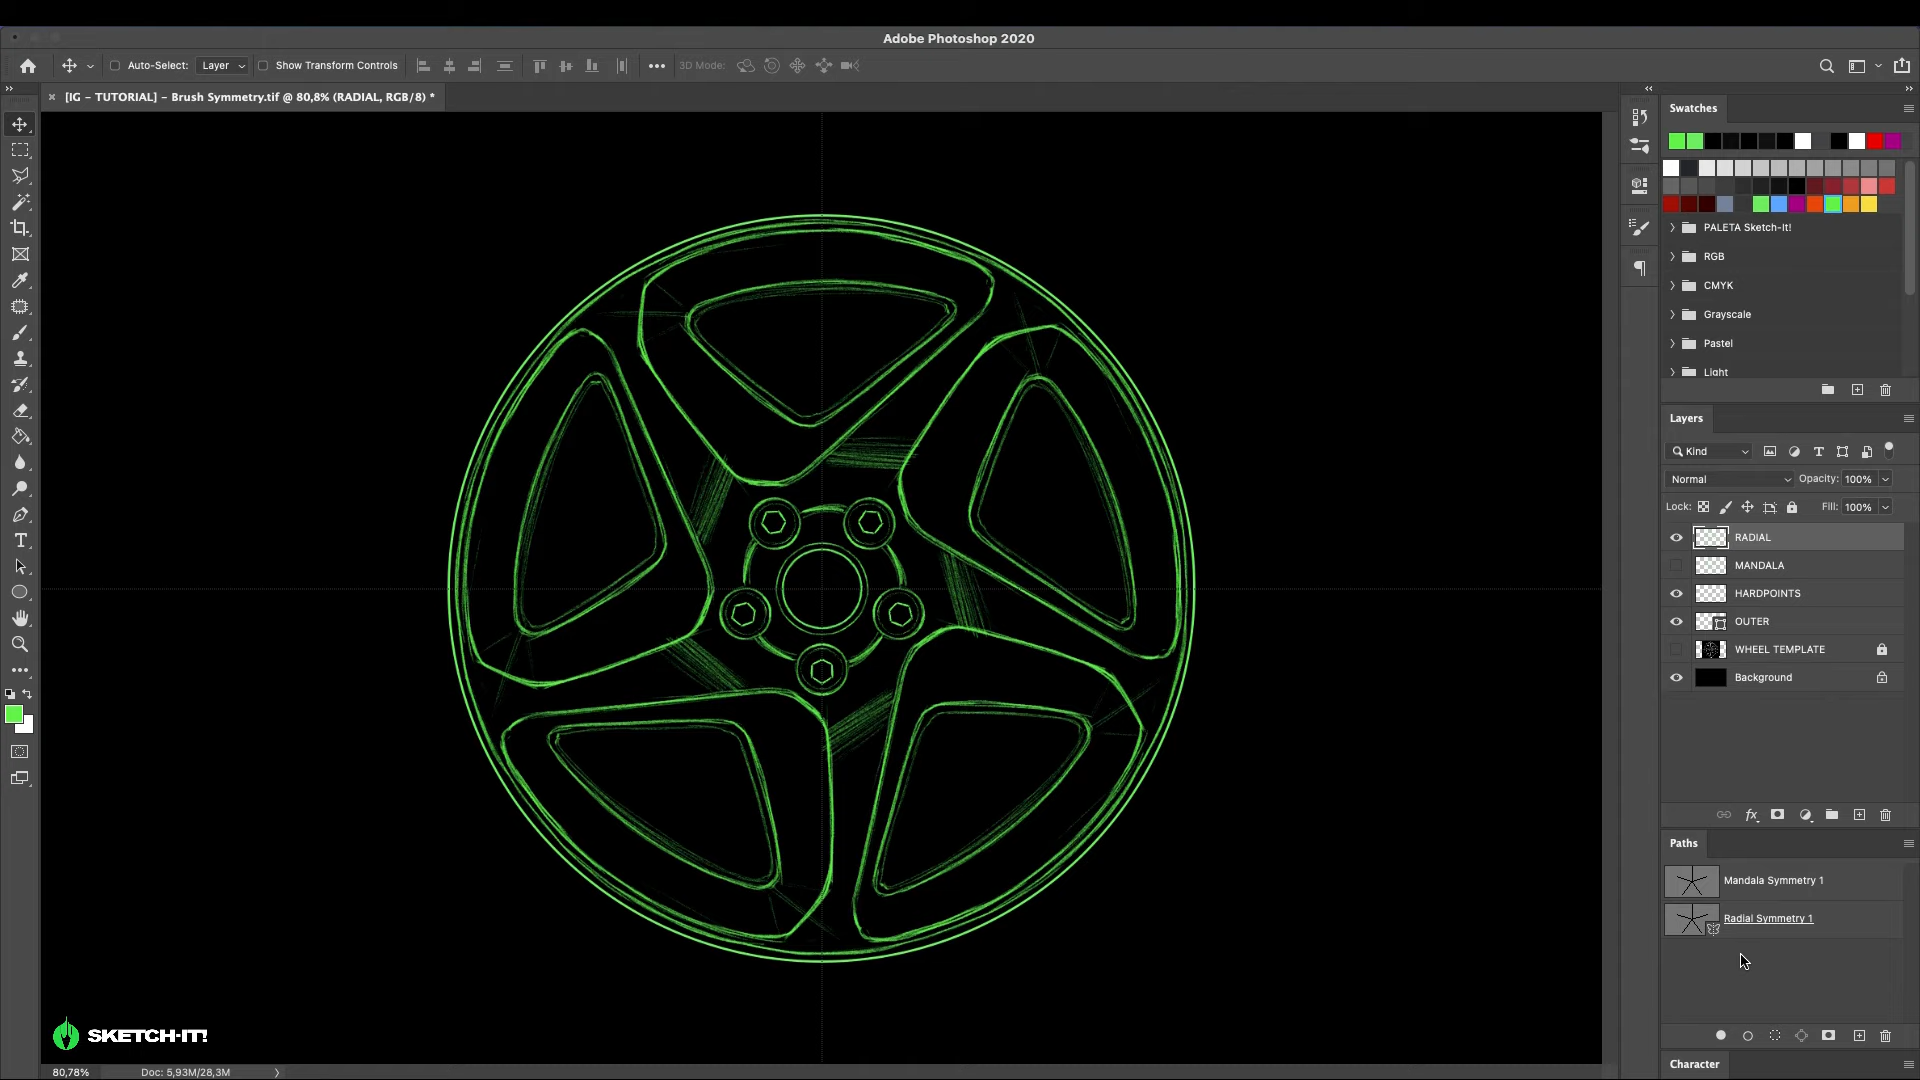 Adobe Photoshop 2020
Auto-Select:
Layer
Show Transform Controls
3D Mode:
[IG – TUTORIAL] – Brush Symmetry.tif @ 80,8% (RADIAL, RGB/8) *
Swatches
PALETA Sketch-It!
RGB
CMYK
Grayscale
Pastel
Light
Layers
Kind
Normal
Opacity: 100%
Lock:
Fill: 100%
RADIAL
MANDALA
HARDPOINTS
OUTER
WHEEL TEMPLATE
Background
Paths
Mandala Symmetry 1
Radial Symmetry 1
SKETCH-IT!
80,78%
Doc: 5,93M/28,3M
Character